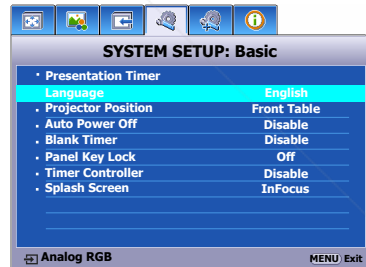 SYSTEM SETUP: Basic
Presentation Timer
Language English
Projector Position Front Table
Auto Power Off Disable
Blank Timer Disable
Panel Key Lock Off
Timer Controller Disable
Splash Screen InFocus
Analog RGB MENU Exit